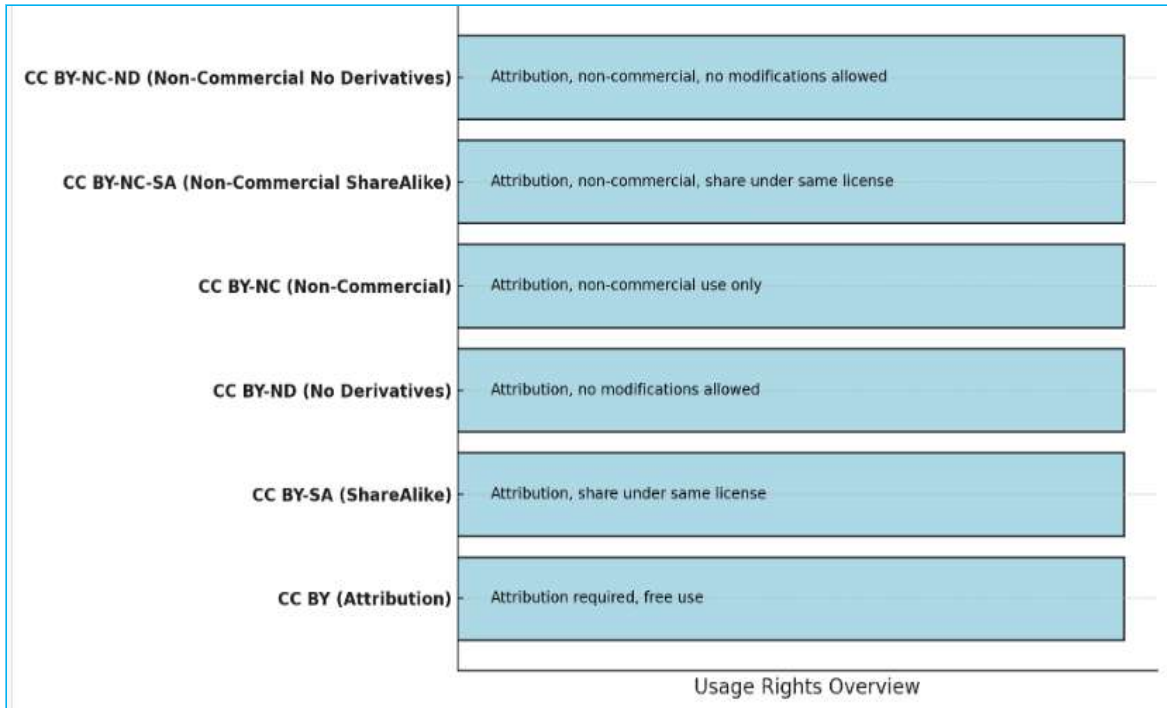 CC BY-NC-ND (Non-Commercial No Derivatives)
Attribution, non-commercial, no modifications allowed
CC BY-NC-SA (Non-Commercial ShareAlike)
Attribution, non-commercial, share under same license
CC BY-NC (Non-Commercial)
Attribution, non-commercial use only
CC BY-ND (No Derivatives)
Attribution, no modifications allowed
CC BY-SA (ShareAlike)
Attribution, share under same license
CC BY (Attribution)
Attribution required, free use
Usage Rights Overview